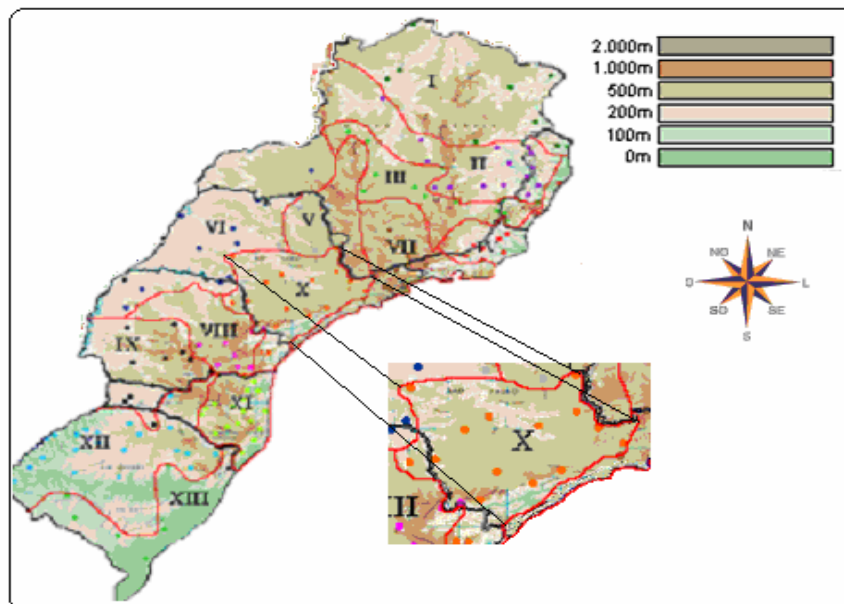 2.000m
1.000m
500m
200m
100m
0m
I
II
III
V
VI
VII
X
VIII
IX
XI
XII
XIII
N
NO NE
O L
SO SE
S
X
II